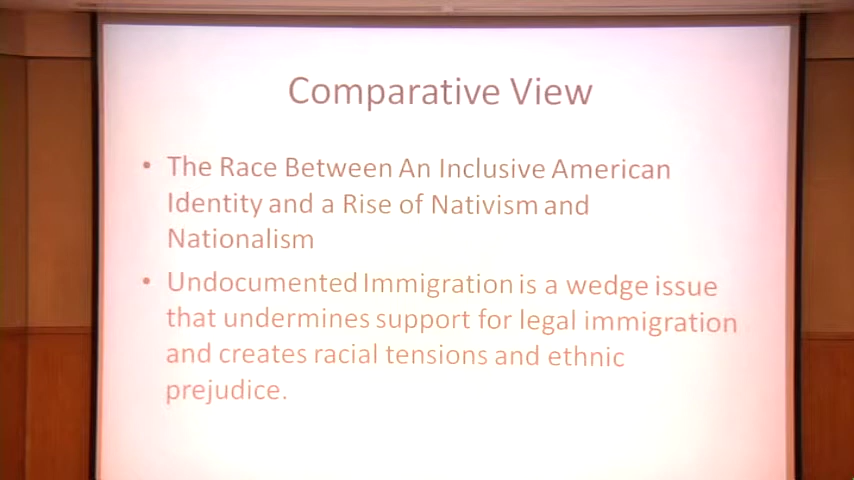 Comparative View
• The Race Between An Inclusive American
Identity and a Rise of Nativism and
Nationalism
• Undocumented Immigration is a wedge issue
that undermines support for legal immigration
and creates racial tensions and ethnic
prejudice.